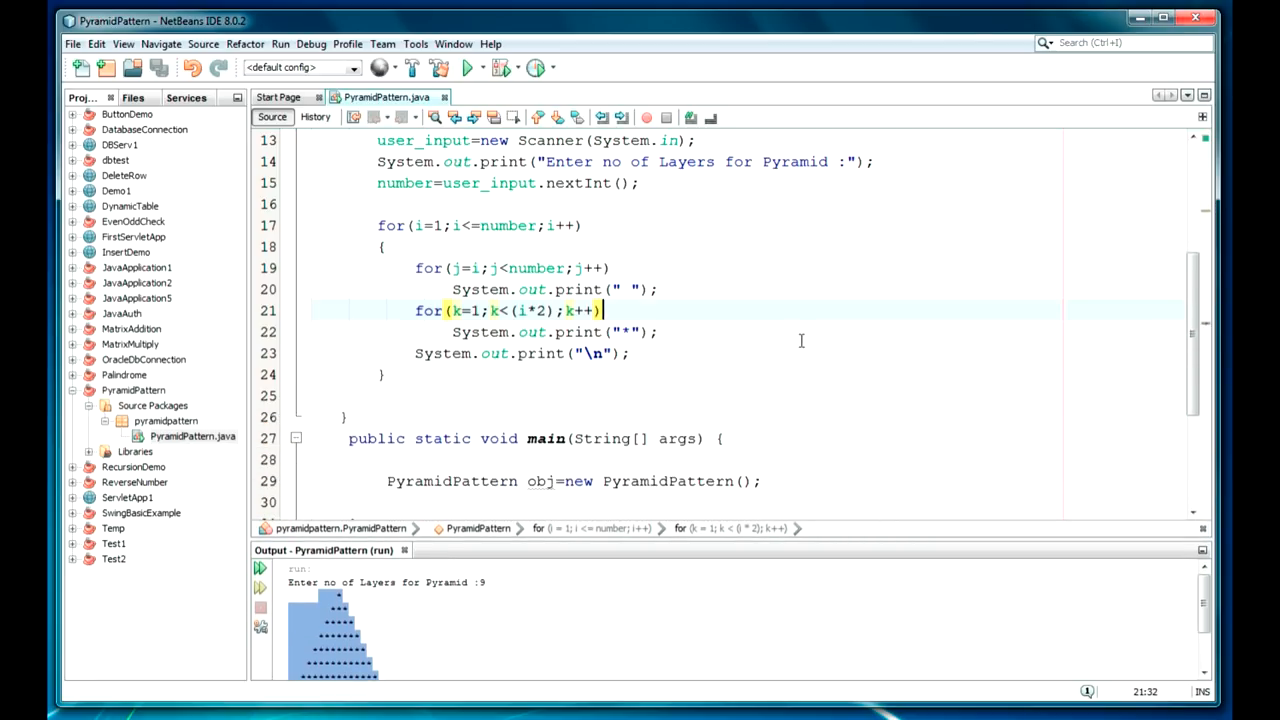 PyramidPattern - NetBeans IDE 8.0.2
File Edit View Navigate Source Refactor Run Debug Profile Team Tools Window Help
Search (Ctrl+I)
<default config>
Proj... Files Services
Start Page PyramidPattern.java
Source History
ButtonDemo
DatabaseConnection
DBServ1
dbtest
DeleteRow
Demo1
DynamicTable
EvenOddCheck
FirstServletApp
InsertDemo
JavaApplication1
JavaApplication2
JavaApplication5
JavaAuth
MatrixAddition
MatrixMultiply
OracleDbConnection
Palindrome
PyramidPattern
Source Packages
pyramidpattern
PyramidPattern.java
Libraries
RecursionDemo
ReverseNumber
ServletApp1
SwingBasicExample
Temp
Test1
Test2
13 user_input=new Scanner(System.in);
14 System.out.print("Enter no of Layers for Pyramid :");
15 number=user_input.nextInt();
16
17 for(i=1;i<=number;i++)
18 {
19 for(j=i;j<number;j++)
20 System.out.print(" ");
21 for(k=1;k<(i*2);k++)
22 System.out.print("*");
23 System.out.print("\n");
24 }
25
26 }
27 public static void main(String[] args) {
28
29 PyramidPattern obj=new PyramidPattern();
30
pyramidpattern.PyramidPattern PyramidPattern for (i = 1; i <= number; i++) for (k = 1; k < (i * 2); k++)
Output - PyramidPattern (run)
run:
Enter no of Layers for Pyramid :9
*
***
*****
*******
*********
***********
*************
21:32 INS